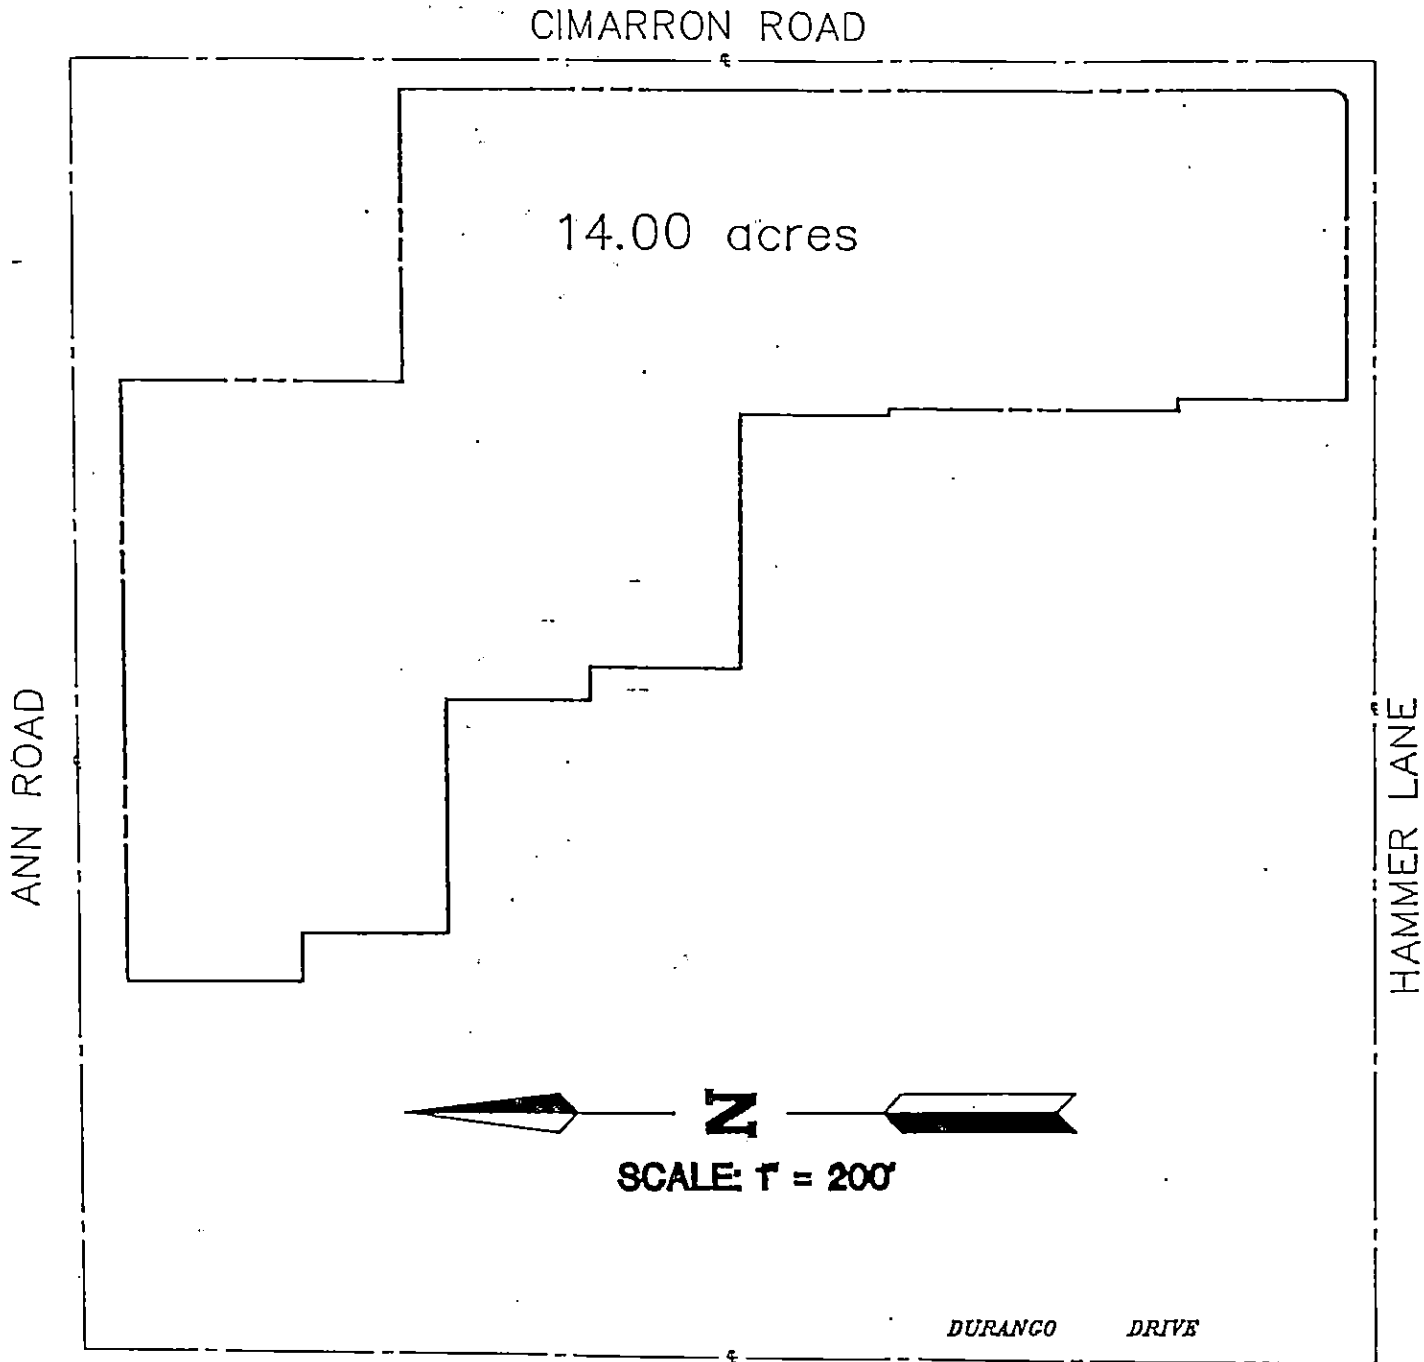 CIMARRON ROAD
14.00 acres
ANN ROAD
HAMMER LANE
N
SCALE: 1" = 200'
DURANGO DRIVE